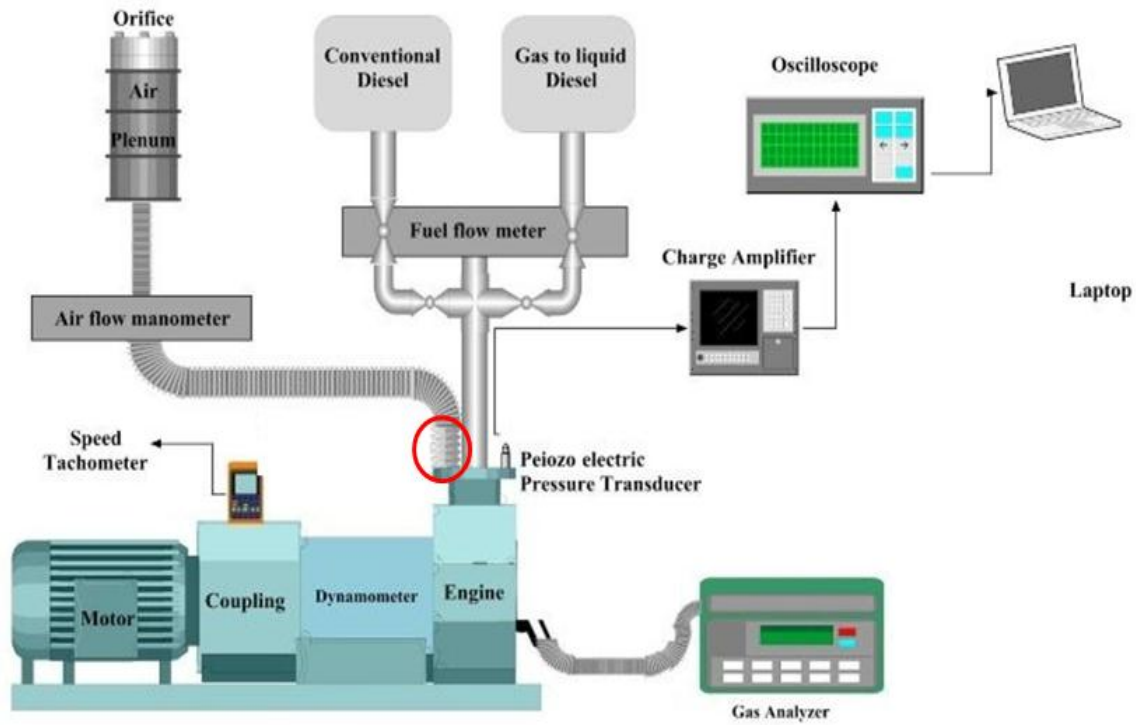 Orifice
Air
Plenum
Conventional
Diesel
Gas to liquid
Diesel
Oscilloscope
Fuel flow meter
Charge Amplifier
Laptop
Air flow manometer
Speed
Tachometer
Peiozo electric
Pressure Transducer
Motor
Coupling
Dynamometer
Engine
Gas Analyzer